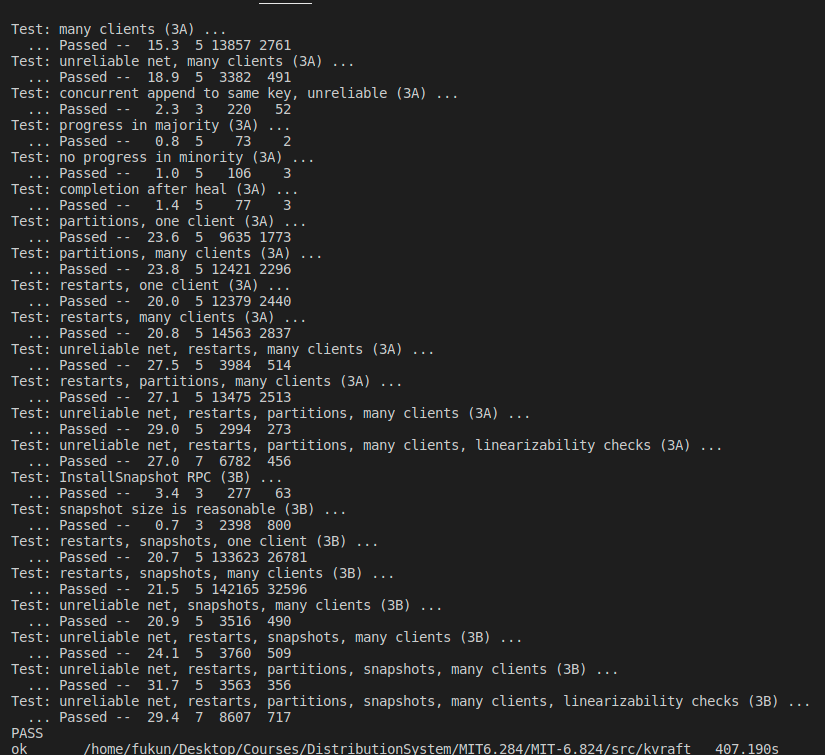 Test: many clients (3A) ...
  ... Passed --  15.3  5 13857 2761
Test: unreliable net, many clients (3A) ...
  ... Passed --  18.9  5  3382  491
Test: concurrent append to same key, unreliable (3A) ...
  ... Passed --   2.3  3   220   52
Test: progress in majority (3A) ...
  ... Passed --   0.8  5    73    2
Test: no progress in minority (3A) ...
  ... Passed --   1.0  5   106    3
Test: completion after heal (3A) ...
  ... Passed --   1.4  5    77    3
Test: partitions, one client (3A) ...
  ... Passed --  23.6  5  9635 1773
Test: partitions, many clients (3A) ...
  ... Passed --  23.8  5 12421 2296
Test: restarts, one client (3A) ...
  ... Passed --  20.0  5 12379 2440
Test: restarts, many clients (3A) ...
  ... Passed --  20.8  5 14563 2837
Test: unreliable net, restarts, many clients (3A) ...
  ... Passed --  27.5  5  3984  514
Test: restarts, partitions, many clients (3A) ...
  ... Passed --  27.1  5 13475 2513
Test: unreliable net, restarts, partitions, many clients (3A) ...
  ... Passed --  29.0  5  2994  273
Test: unreliable net, restarts, partitions, many clients, linearizability checks (3A) ...
  ... Passed --  27.0  7  6782  456
Test: InstallSnapshot RPC (3B) ...
  ... Passed --   3.4  3   277   63
Test: snapshot size is reasonable (3B) ...
  ... Passed --   0.7  3  2398  800
Test: restarts, snapshots, one client (3B) ...
  ... Passed --  20.7  5 133623 26781
Test: restarts, snapshots, many clients (3B) ...
  ... Passed --  21.5  5 142165 32596
Test: unreliable net, snapshots, many clients (3B) ...
  ... Passed --  20.9  5  3516  490
Test: unreliable net, restarts, snapshots, many clients (3B) ...
  ... Passed --  24.1  5  3760  509
Test: unreliable net, restarts, partitions, snapshots, many clients (3B) ...
  ... Passed --  31.7  5  3563  356
Test: unreliable net, restarts, partitions, snapshots, many clients, linearizability checks (3B) ...
  ... Passed --  29.4  7  8607  717
PASS
ok       /home/fukun/Desktop/Courses/DistributionSystem/MIT6.284/MIT-6.824/src/kvraft   407.190s